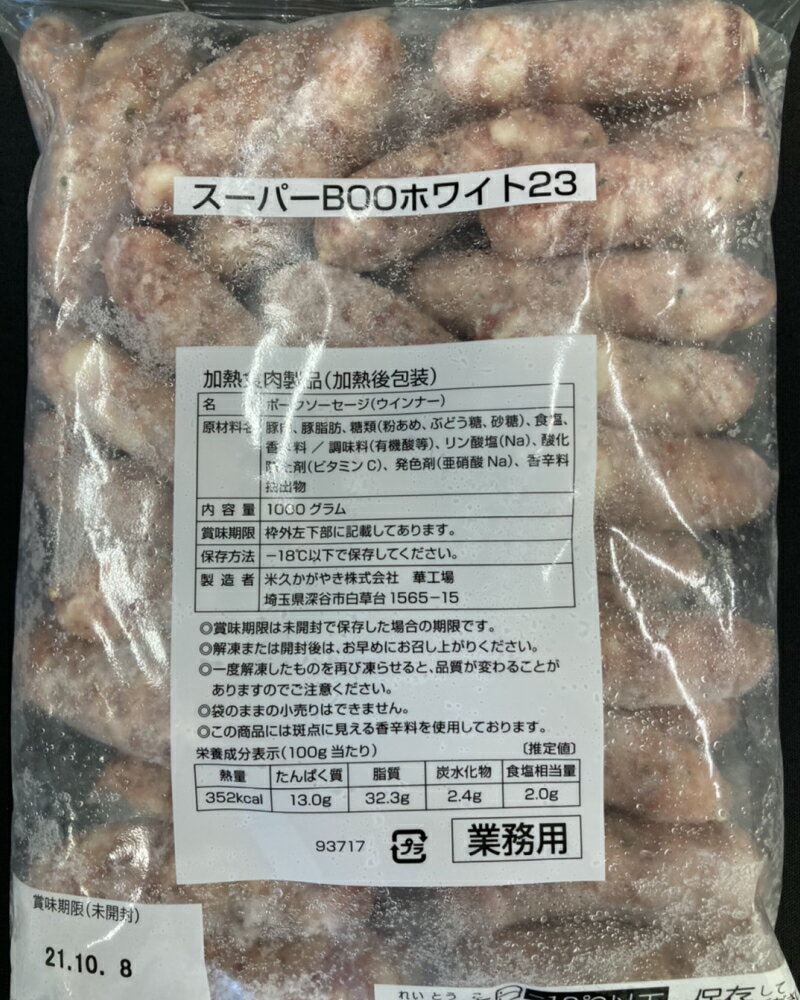 スーパーBOOホワイト23
加熱食肉製品(加熱後包装)
名 ポークソーセージ(ウインナー)
原材料名 豚肉、豚脂肪、糖類(粉あめ、ぶどう糖、砂糖)、食塩、
香辛料 / 調味料(有機酸等)、リン酸塩(Na)、酸化
防止剤(ビタミンC)、発色剤(亜硝酸Na)、香辛料
抽出物
内容量 1000グラム
賞味期限 枠外左下部に記載してあります。
保存方法 -18℃以下で保存してください。
製造者 米久かがやき株式会社 華工場
埼玉県深谷市白草台1565-15
◎賞味期限は未開封で保存した場合の期限です。
◎解凍または開封後は、お早めにお召し上がりください。
◎一度解凍したものを再び凍らせると、品質が変わることが
ありますのでご注意ください。
◎袋のままの小売りはできません。
◎この商品には斑点に見える香辛料を使用しております。
栄養成分表示(100g当たり) 〔推定値〕
熱量 たんぱく質 脂質 炭水化物 食塩相当量
352kcal 13.0g 32.3g 2.4g 2.0g
93717 プラ 業務用
賞味期限(未開封)
21.10. 8
れいとう
保存して